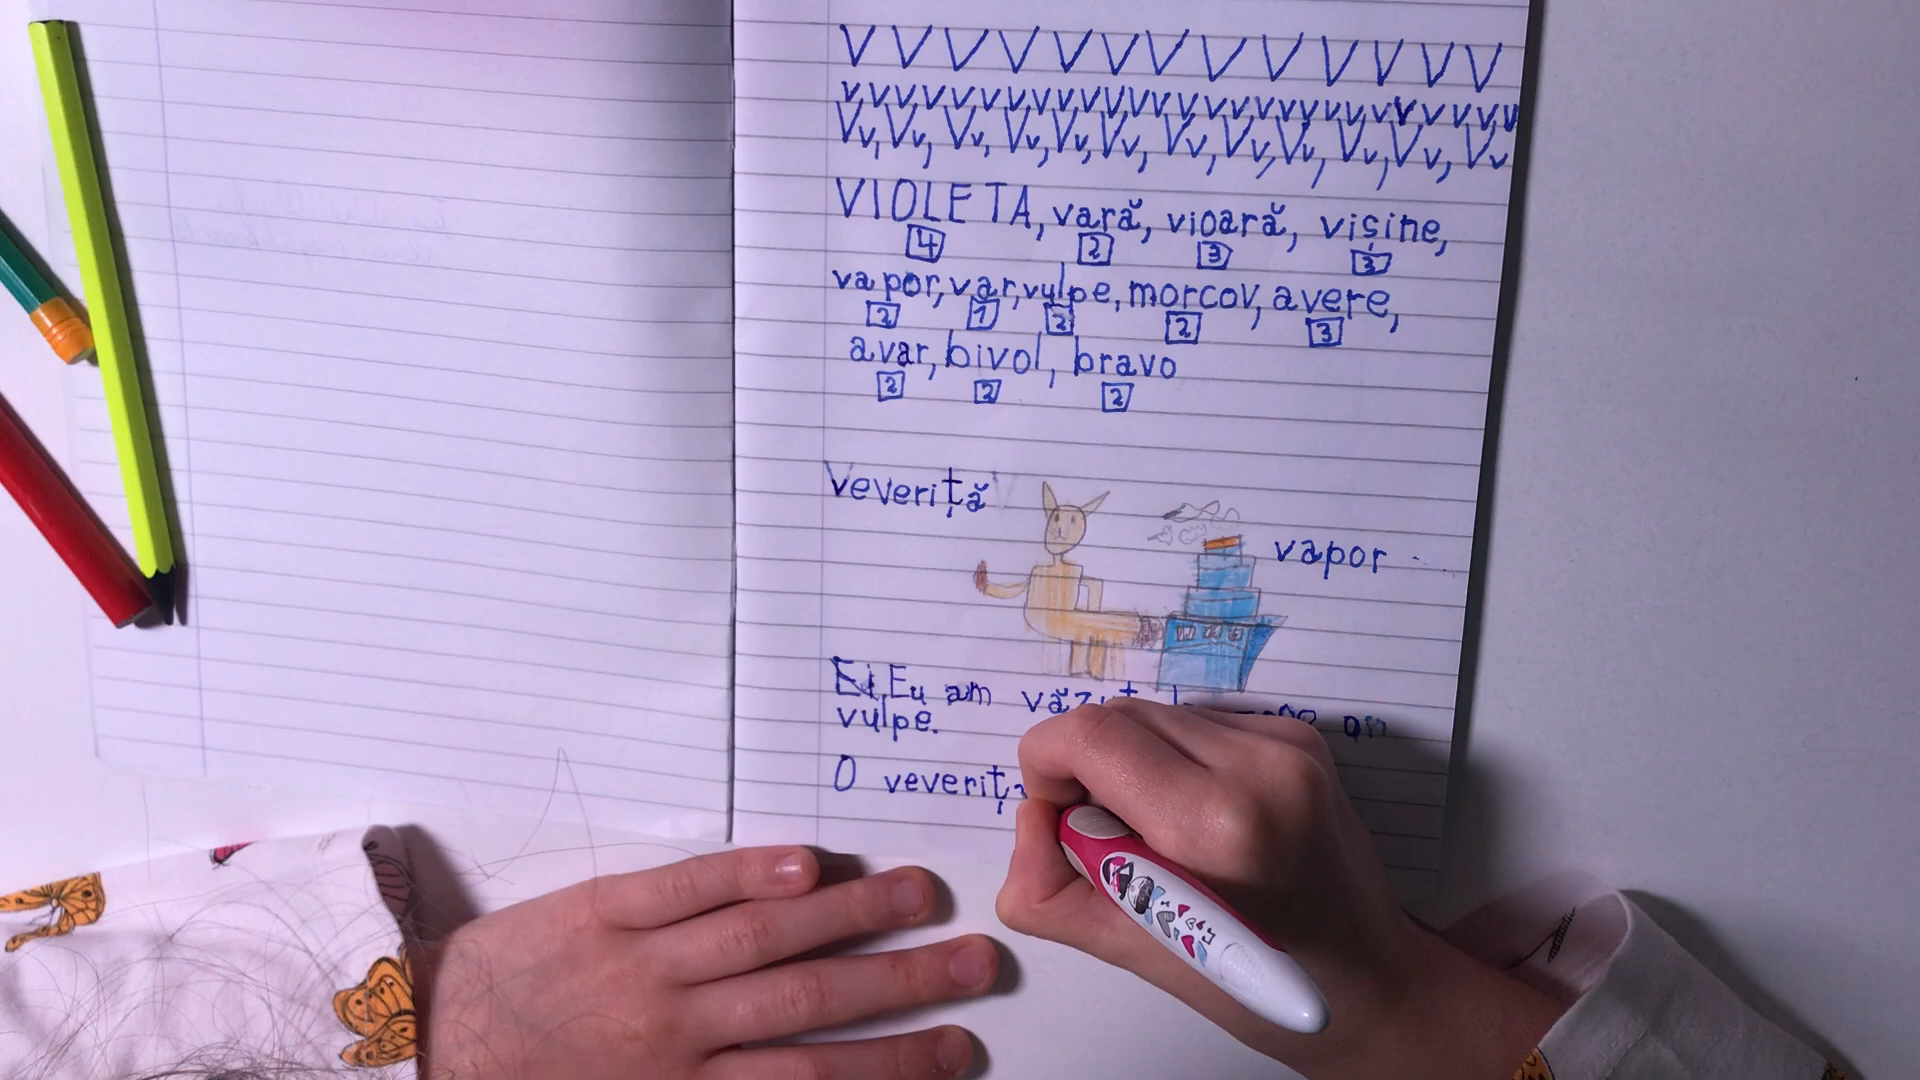 V V V V V V V V V V V V V
v, v v, v v v, v v v v v v v v v v v v v v v v v v v v v
Vv, Vv, Vv, Vv, Vv, Vv, Vv, Vv, Vv, Vv, Vv, Vv
VIOLETA, vară, vioară, vișine,
4 2 3 3
vapor, var, vulpe, morcov, avere,
2 1 2 2 3
avar, bivol, bravo
2 2 2
Veveriță
vapor
Eu am
vulpe.
O